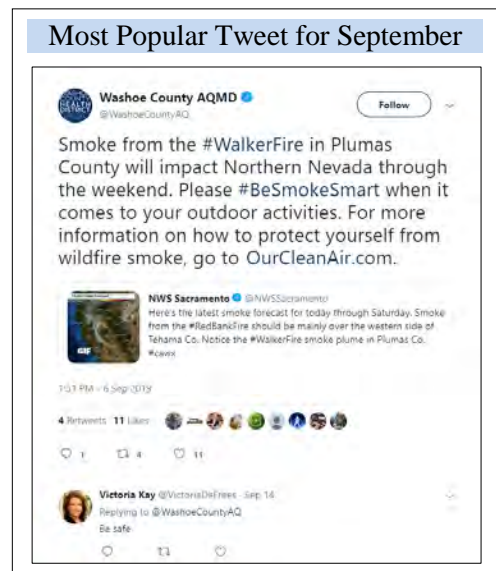 Most Popular Tweet for September
HEALTH
DISTRICT
Washoe County AQMD
@WashoeCountyAQ
Follow
Smoke from the #WalkerFire in Plumas
County will impact Northern Nevada through
the weekend. Please #BeSmokeSmart when it
comes to your outdoor activities. For more
information on how to protect yourself from
wildfire smoke, go to OurCleanAir.com.
GIF
NWS Sacramento @NWSSacramento
Here's the latest smoke forecast for today through Saturday. Smoke
from the #RedBankFire should be mainly over the western side of
Tehama Co. Notice the #WalkerFire smoke plume in Plumas Co.
#cawx
1:51 PM - 6 Sep 2019
4 Retweets 11 Likes
1 4 11
Victoria Kay @VictoriaDeFrees · Sep 14
Replying to @WashoeCountyAQ
Be safe